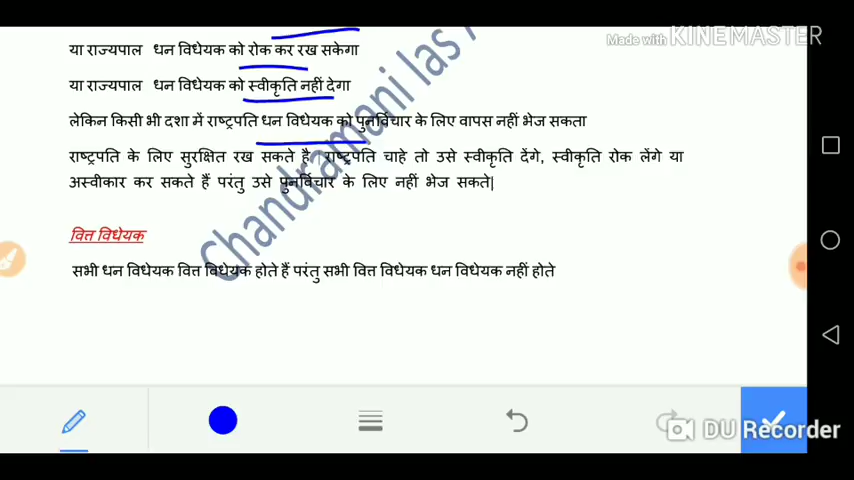 Made with KINEMASTER
या राज्यपाल धन विधेयक को रोक कर रख सकेगा
या राज्यपाल धन विधेयक को स्वीकृति नहीं देगा
लेकिन किसी भी दशा में राष्ट्रपति धन विधेयक को पुनर्विचार के लिए वापस नहीं भेज सकता
राष्ट्रपति के लिए सुरक्षित रख सकते है राष्ट्रपति चाहे तो उसे स्वीकृति देंगे, स्वीकृति रोक लेंगे या
अस्वीकार कर सकते हैं परंतु उसे पुनर्विचार के लिए नहीं भेज सकते|
Chandramani Ias
वित्त विधेयक
सभी धन विधेयक वित्त विधेयक होते हैं परंतु सभी वित्त विधेयक धन विधेयक नहीं होते
DU Recorder